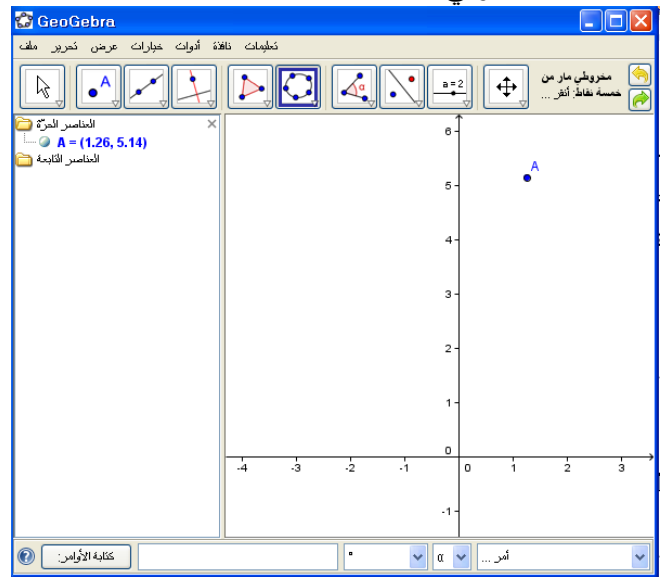 GeoGebra
ملف تحرير عرض خيارات أدوات نافذة تعليمات
A
α
a = 2
مخروطي مار من
خمسة نقاط: أنقر ...
العناصر الحرّة
A = (1.26, 5.14)
العناصر التابعة
6
A
5
4
3
2
1
0
-4 -3 -2 -1 0 1 2 3
-1
كتابة الأوامر:
°
α
أمر ...